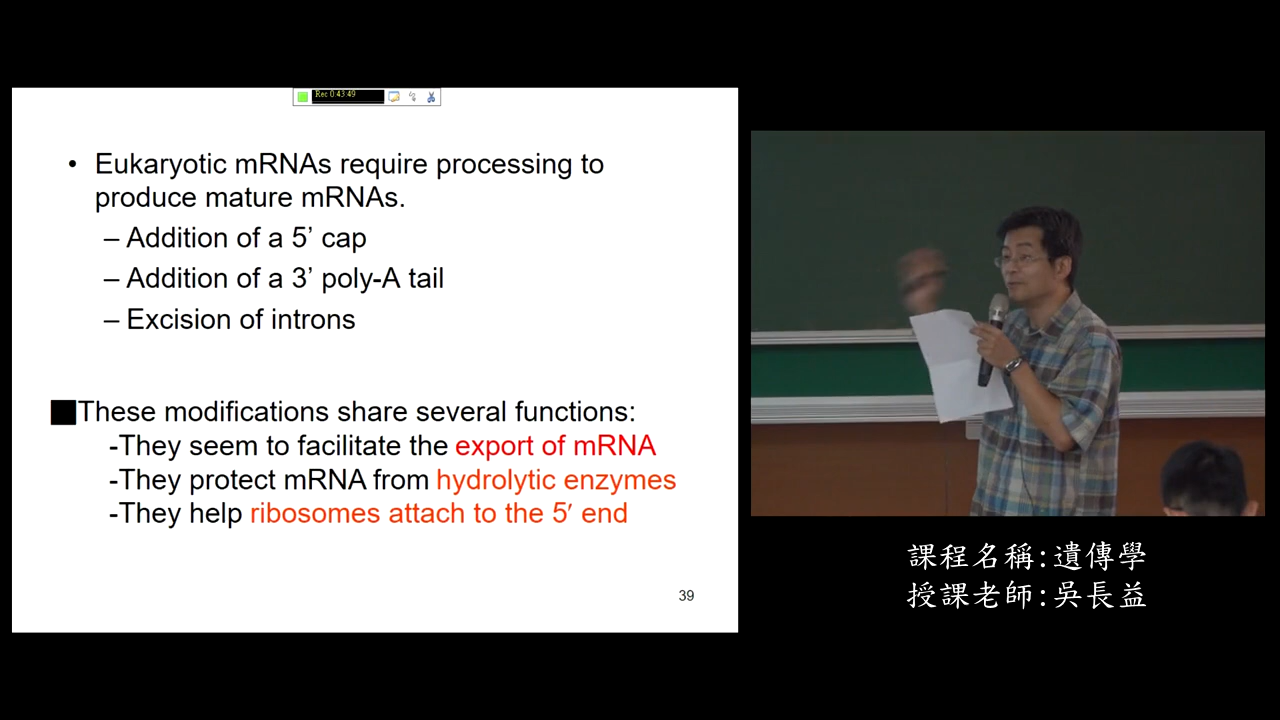 Rec 0:43:49
• Eukaryotic mRNAs require processing to
produce mature mRNAs.
– Addition of a 5’ cap
– Addition of a 3’ poly-A tail
– Excision of introns
These modifications share several functions:
-They seem to facilitate the export of mRNA
-They protect mRNA from hydrolytic enzymes
-They help ribosomes attach to the 5′ end
39
課程名稱:遺傳學
授課老師:吳長益